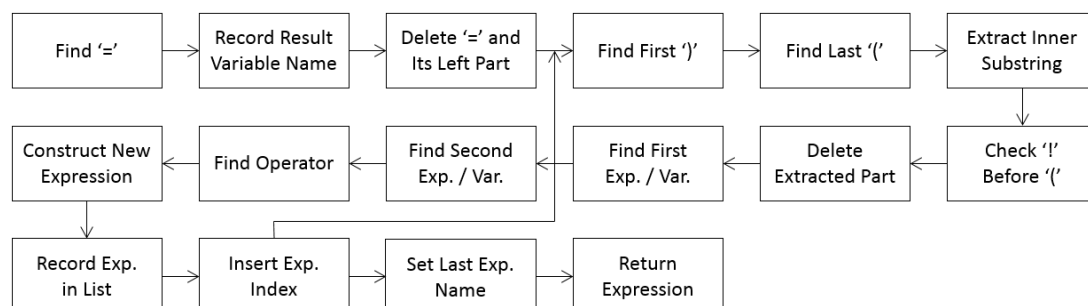 Find ‘=’
Record Result
Variable Name
Delete ‘=’ and
Its Left Part
Find First ‘)’
Find Last ‘(’
Extract Inner
Substring
Construct New
Expression
Find Operator
Find Second
Exp. / Var.
Find First
Exp. / Var.
Delete
Extracted Part
Check ‘!’
Before ‘(’
Record Exp.
in List
Insert Exp.
Index
Set Last Exp.
Name
Return
Expression